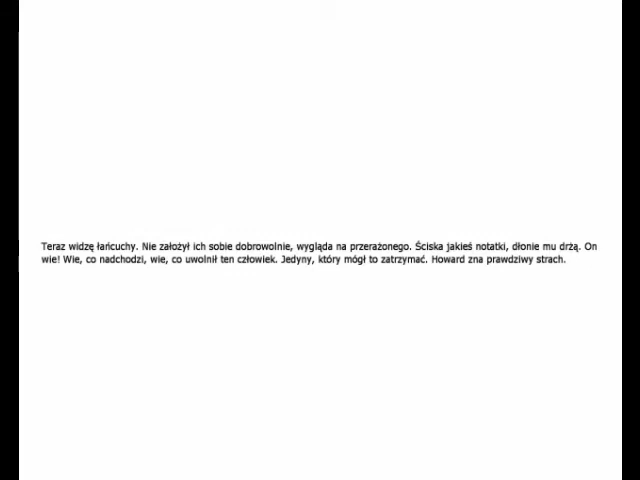 Teraz widzę łańcuchy. Nie założył ich sobie dobrowolnie, wygląda na przerażonego. Ściska jakieś notatki, dłonie mu drżą. On
wie! Wie, co nadchodzi, wie, co uwolnił ten człowiek. Jedyny, który mógł to zatrzymać. Howard zna prawdziwy strach.